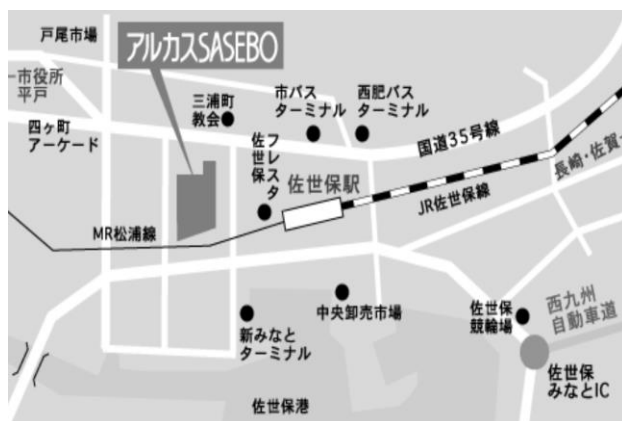 戸尾市場
アルカスSASEBO
市役所
平戸
三浦町
教会
市バス
ターミナル
西肥バス
ターミナル
四ヶ町
アーケード
フレスタ
佐世保
佐世保駅
国道35号線
長崎・佐賀
JR佐世保線
MR松浦線
中央卸売市場
新みなと
ターミナル
佐世保
競輪場
西九州
自動車道
佐世保
みなとIC
佐世保港